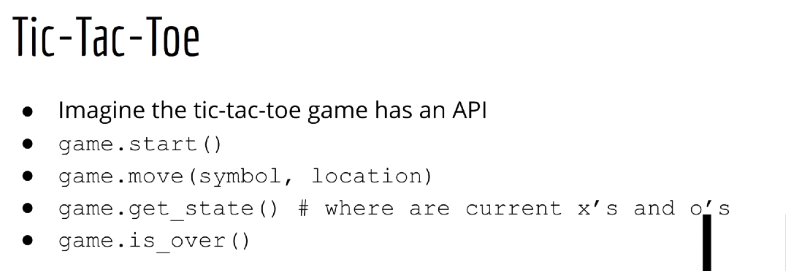 Tic-Tac-Toe
● Imagine the tic-tac-toe game has an API
● game.start()
● game.move(symbol, location)
● game.get_state() # where are current x’s and o’s
● game.is_over()